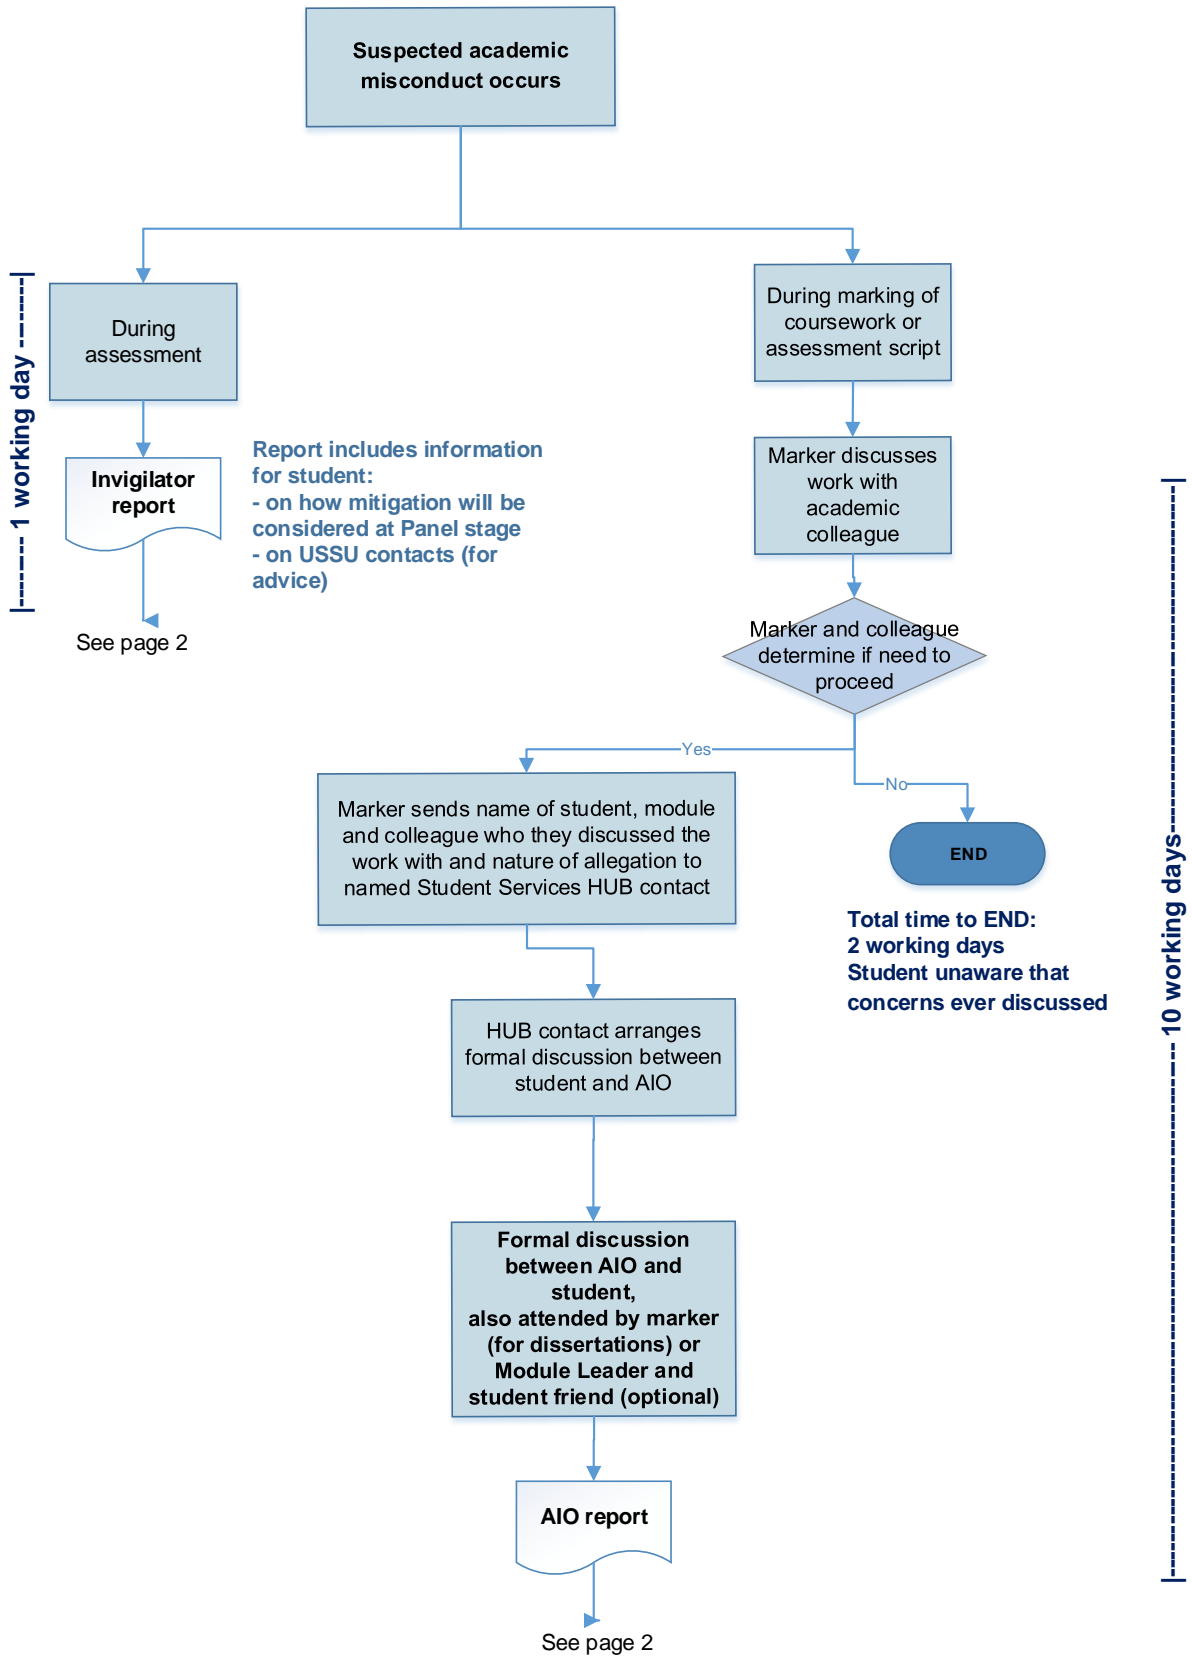 Suspected academic
misconduct occurs
1 working day
During
assessment
Invigilator
report
Report includes information
for student:
- on how mitigation will be
considered at Panel stage
- on USSU contacts (for
advice)
See page 2
During marking of
coursework or
assessment script
Marker discusses
work with
academic
colleague
Marker and colleague
determine if need to
proceed
Yes
No
Marker sends name of student, module
and colleague who they discussed the
work with and nature of allegation to
named Student Services HUB contact
END
Total time to END:
2 working days
Student unaware that
concerns ever discussed
10 working days
HUB contact arranges
formal discussion between
student and AIO
Formal discussion
between AIO and
student,
also attended by marker
(for dissertations) or
Module Leader and
student friend (optional)
AIO report
See page 2